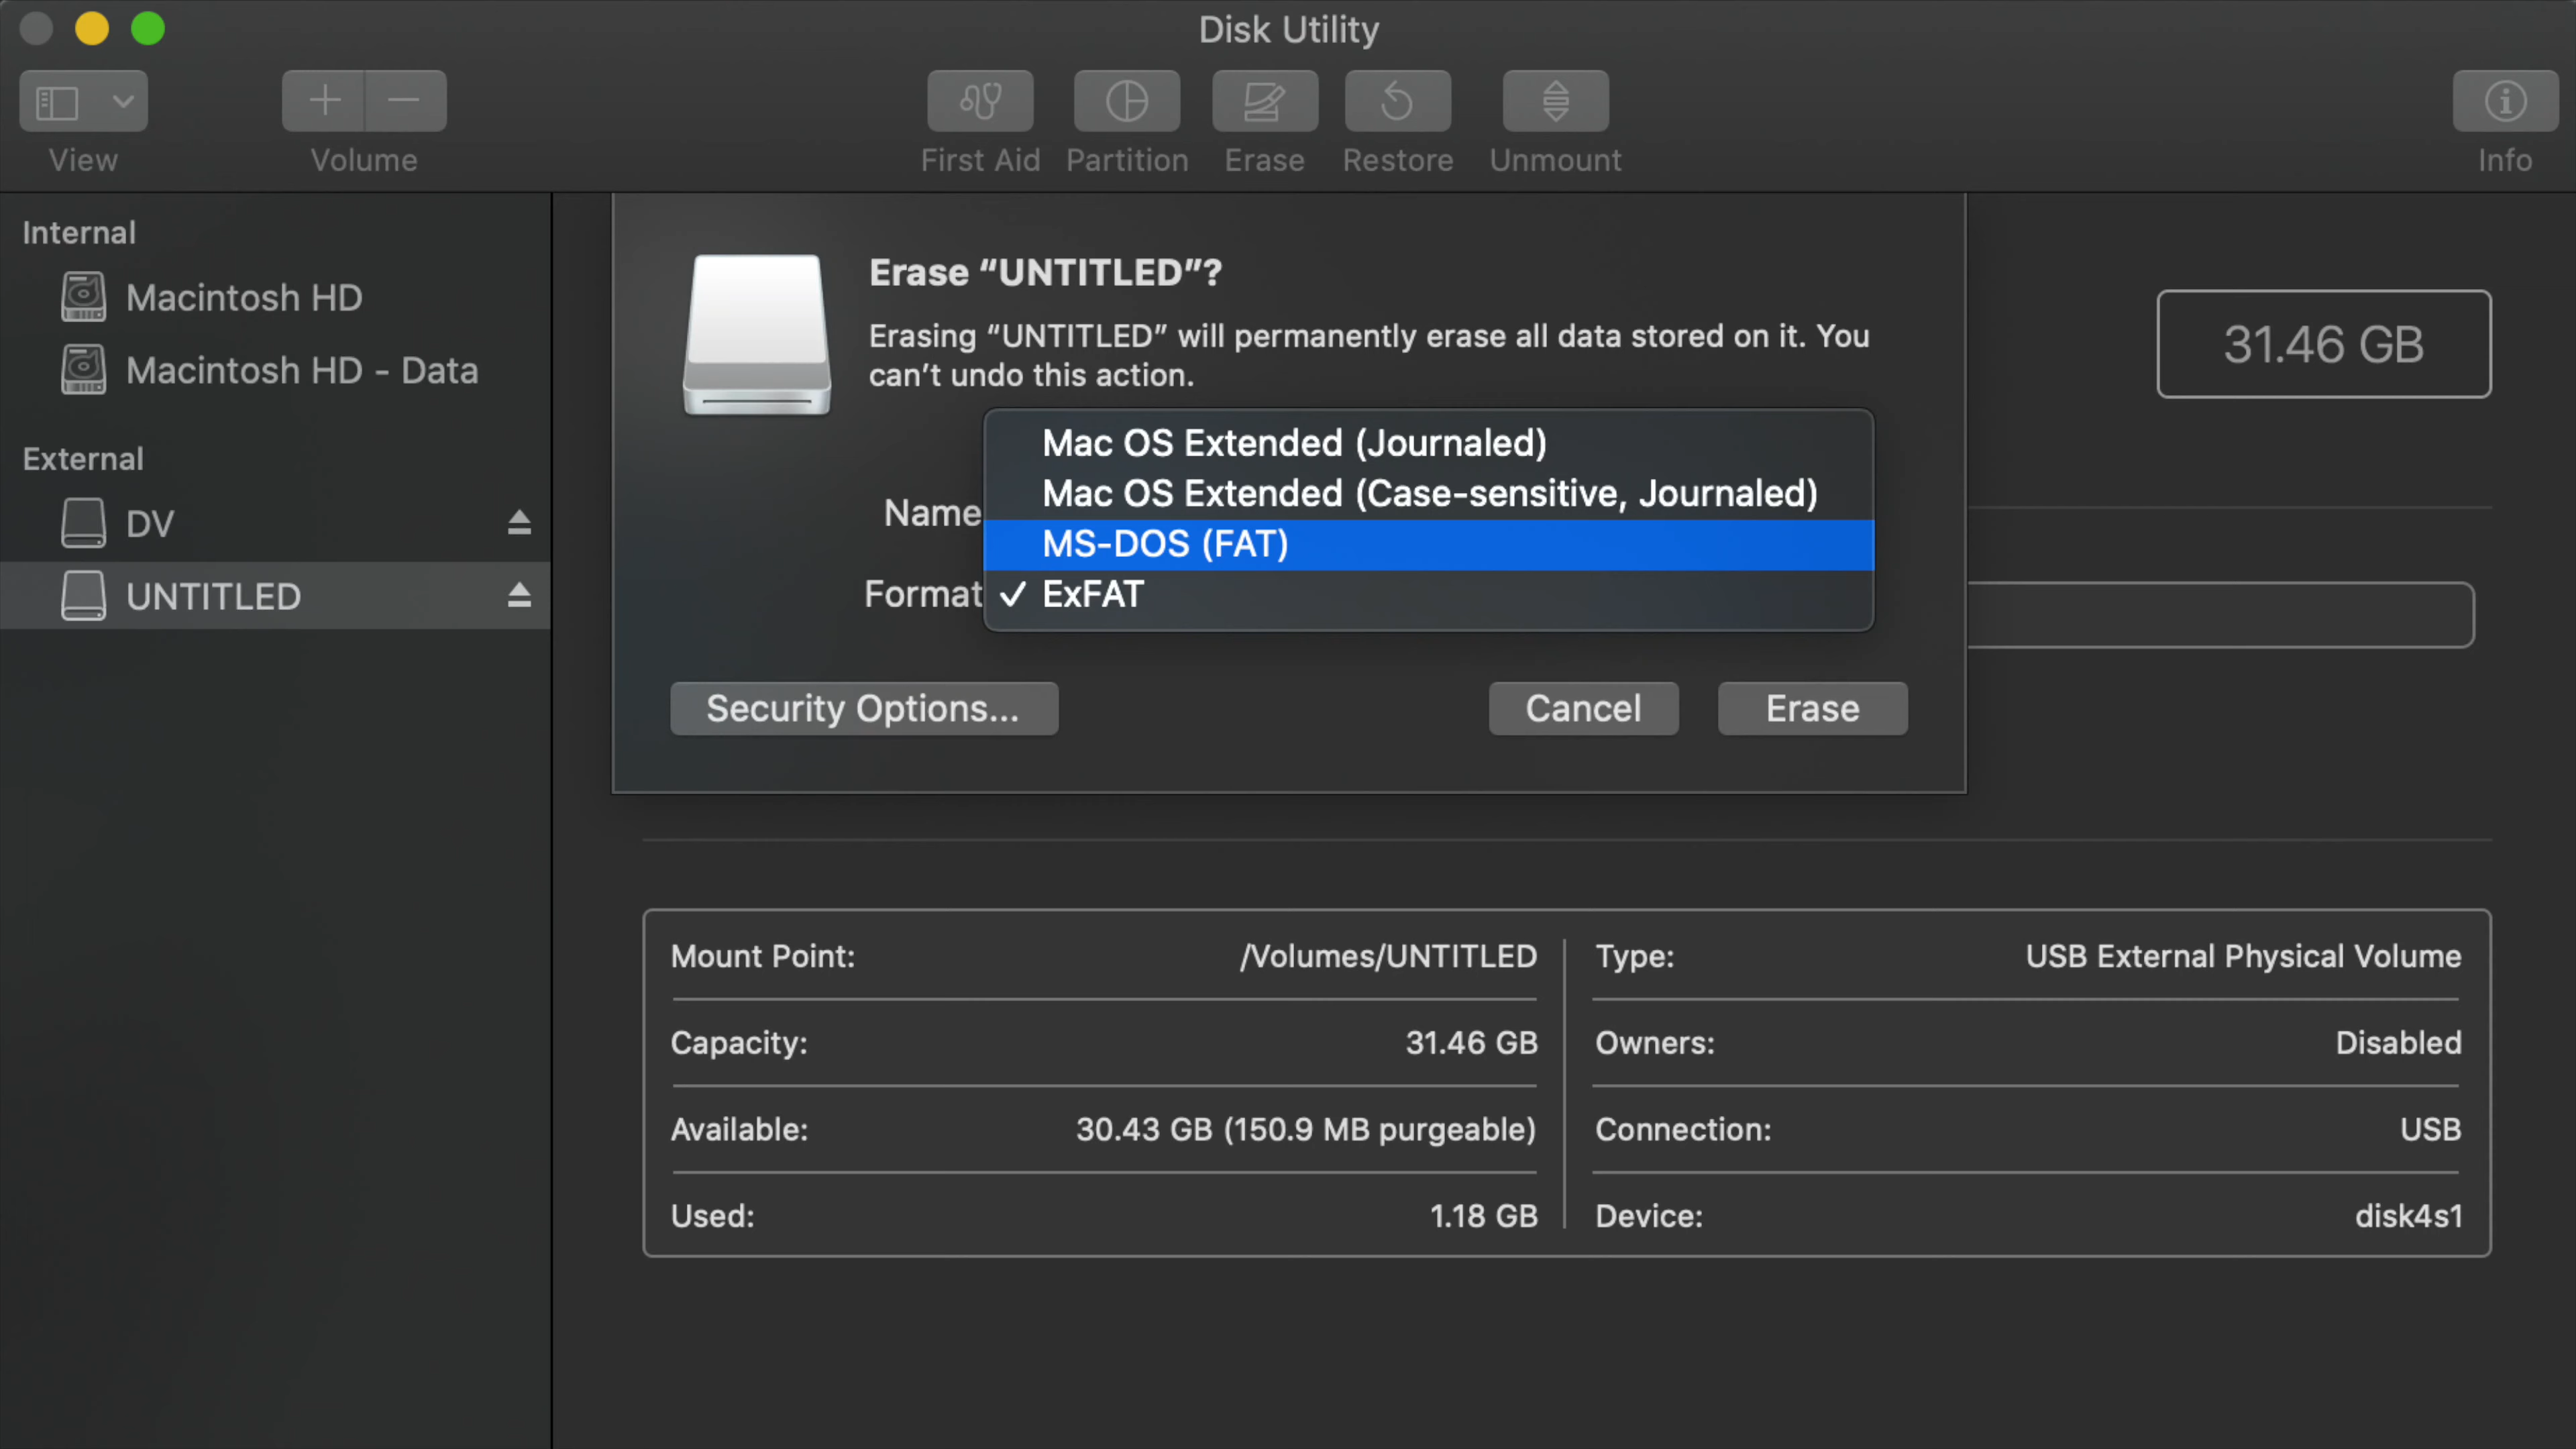 Disk Utility
View
Volume
First Aid
Partition
Erase
Restore
Unmount
Info
Internal
Macintosh HD
Macintosh HD - Data
External
DV
UNTITLED
Erase “UNTITLED”?
Erasing “UNTITLED” will permanently erase all data stored on it. You
can’t undo this action.
31.46 GB
Name
Format
Mac OS Extended (Journaled)
Mac OS Extended (Case-sensitive, Journaled)
MS-DOS (FAT)
✓ ExFAT
Security Options...
Cancel
Erase
Mount Point: /Volumes/UNTITLED
Capacity: 31.46 GB
Available: 30.43 GB (150.9 MB purgeable)
Used: 1.18 GB
Type: USB External Physical Volume
Owners: Disabled
Connection: USB
Device: disk4s1